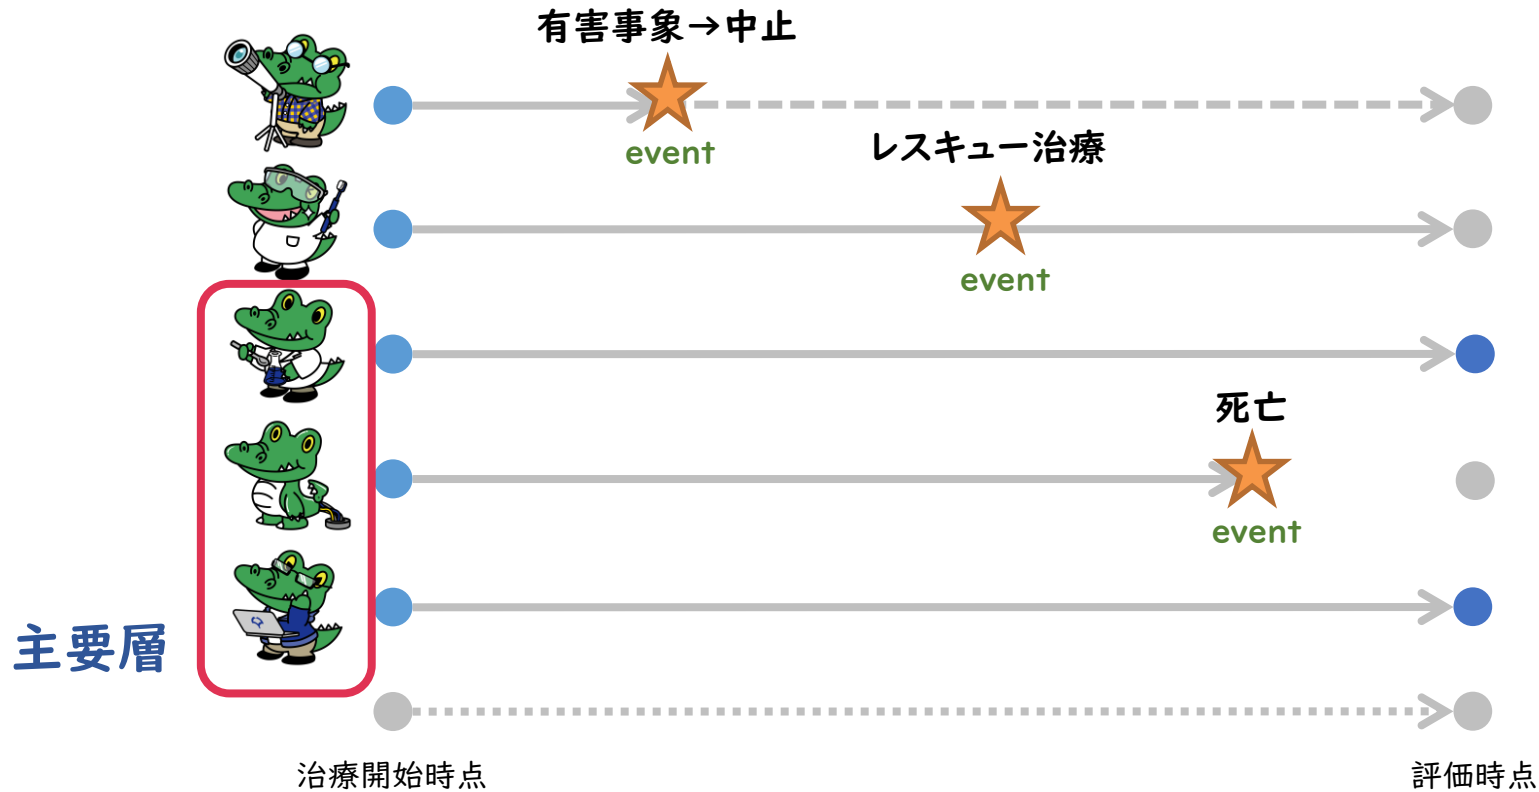 有害事象→中止
event
レスキュー治療
event
死亡
event
主要層
治療開始時点
評価時点